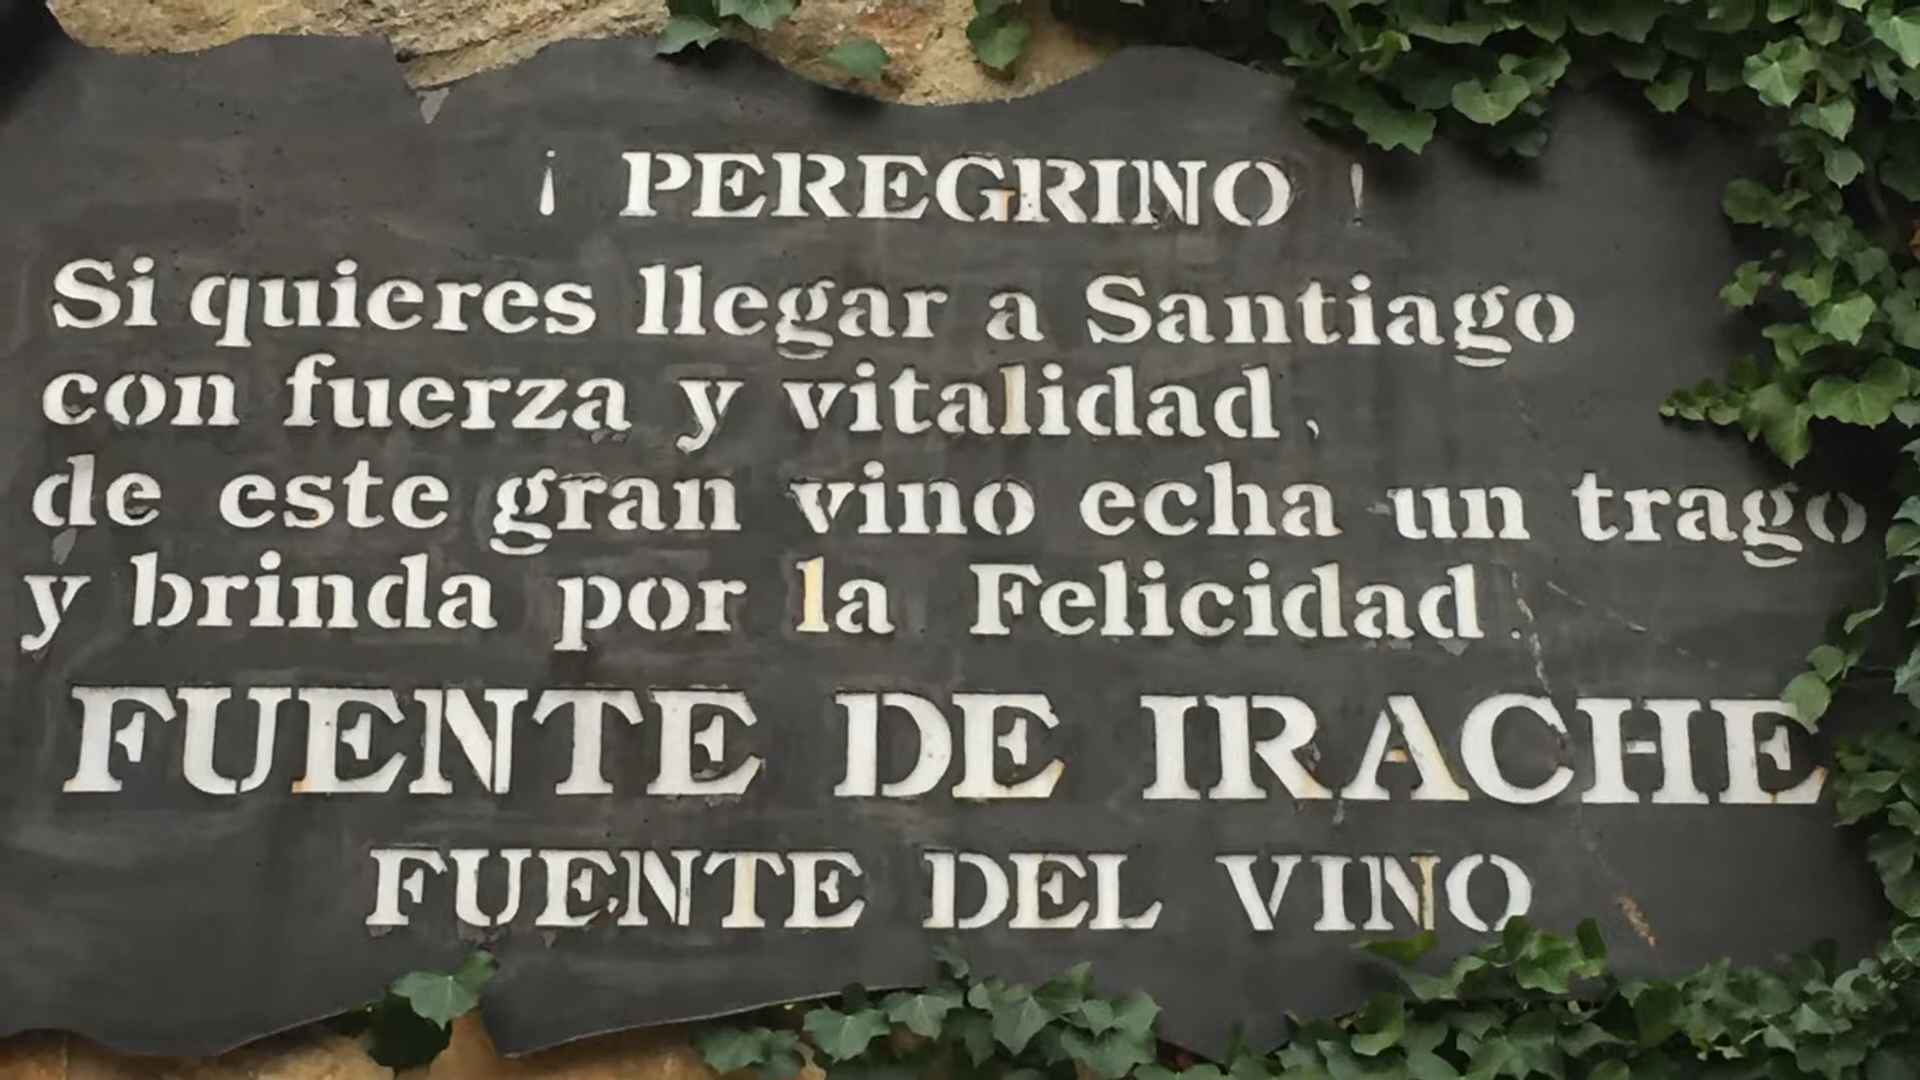 ¡ PEREGRINO !
Si quieres llegar a Santiago
con fuerza y vitalidad,
de este gran vino echa un trago
y brinda por la Felicidad.
FUENTE DE IRACHE
FUENTE DEL VINO